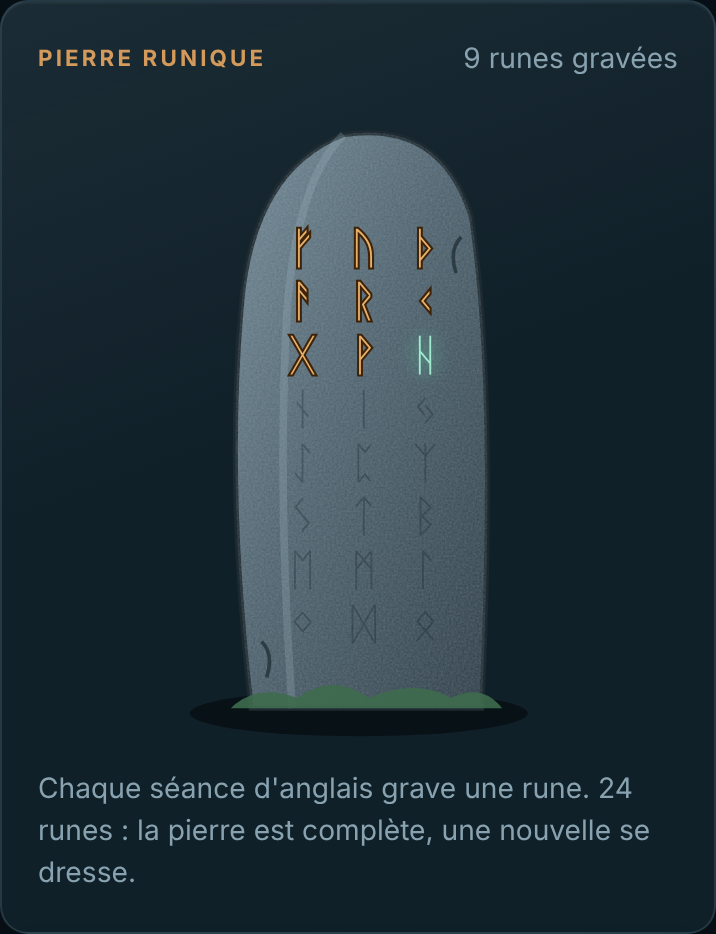 PIERRE RUNIQUE
9 runes gravées
ᚠ ᚢ ᚦ
ᚨ ᚱ ᚲ
ᚷ ᚹ ᚺ
ᚾ ᛁ ᛃ
ᛇ ᛈ ᛉ
ᛊ ᛏ ᛒ
ᛖ ᛗ ᛚ
ᛜ ᛞ ᛟ
Chaque séance d'anglais grave une rune. 24
runes : la pierre est complète, une nouvelle se
dresse.